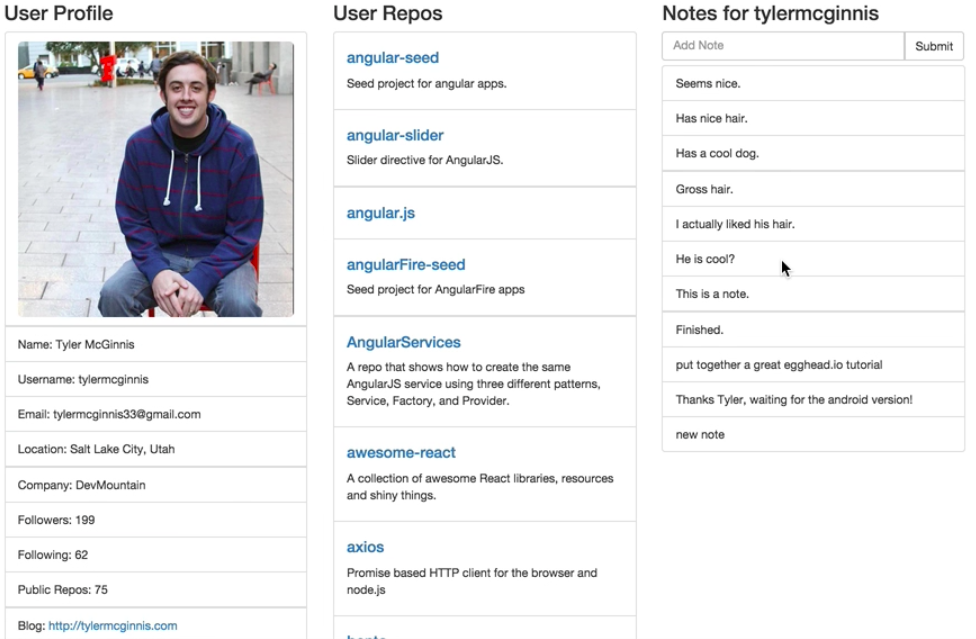 User Profile
Name: Tyler McGinnis
Username: tylermcginnis
Email: tylermcginnis33@gmail.com
Location: Salt Lake City, Utah
Company: DevMountain
Followers: 199
Following: 62
Public Repos: 75
Blog: http://tylermcginnis.com
User Repos
angular-seed
Seed project for angular apps.
angular-slider
Slider directive for AngularJS.
angular.js
angularFire-seed
Seed project for AngularFire apps
AngularServices
A repo that shows how to create the same
AngularJS service using three different patterns,
Service, Factory, and Provider.
awesome-react
A collection of awesome React libraries, resources
and shiny things.
axios
Promise based HTTP client for the browser and
node.js
Notes for tylermcginnis
Add Note
Submit
Seems nice.
Has nice hair.
Has a cool dog.
Gross hair.
I actually liked his hair.
He is cool?
This is a note.
Finished.
put together a great egghead.io tutorial
Thanks Tyler, waiting for the android version!
new note